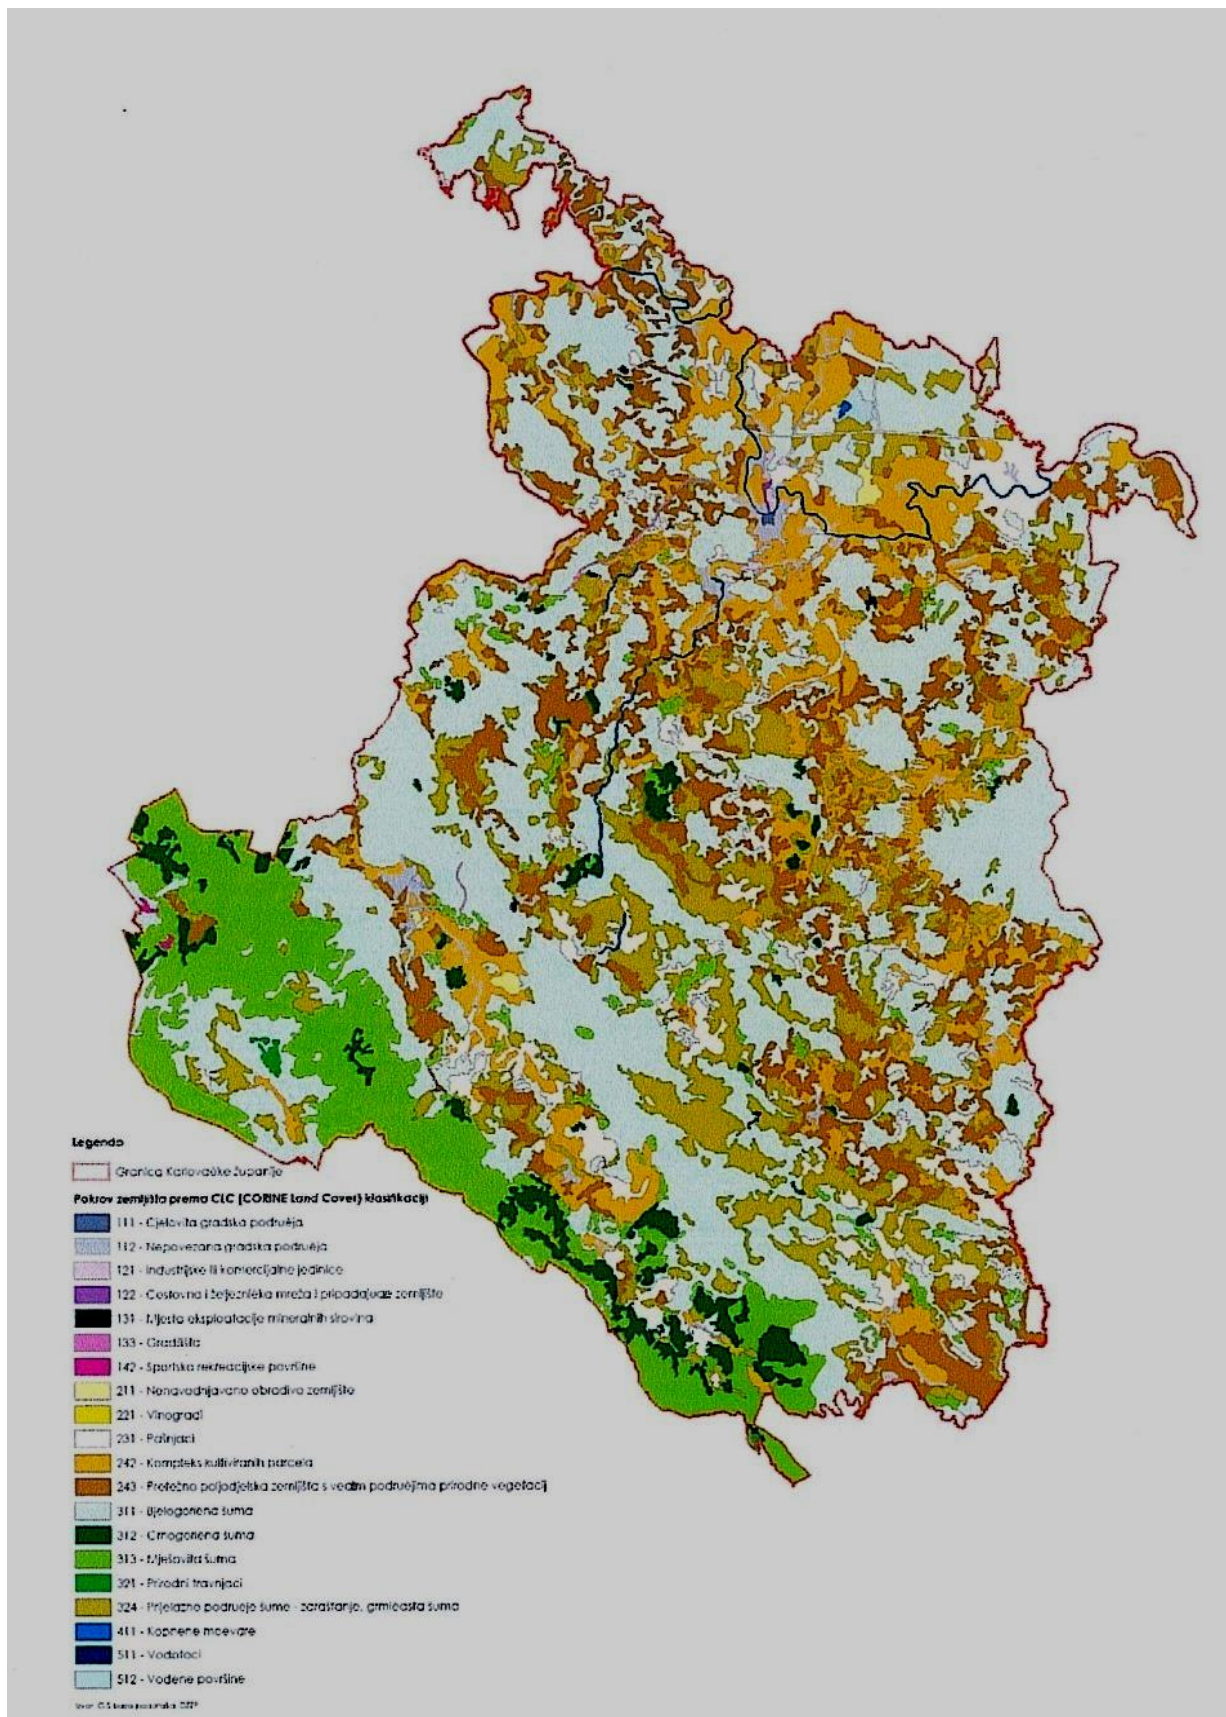 Legenda
Granica Karlovačke županije
Pokrov zemljišta prema CLC (CORINE Land Cover) klasifikaciji
111 - Cjelovita gradska područja
112 - Nepovezana gradska područja
121 - Industrijske ili komercijalne jedinice
122 - Cestovna i željeznička mreža i pripadajuće zemljište
131 - Mjesta eksploatacije mineralnih sirovina
133 - Gradilišta
142 - Sportsko rekreacijske površine
211 - Nenavodnjavano obradivo zemljište
221 - Vinogradi
231 - Pašnjaci
242 - Kompleks kultiviranih parcela
243 - Pretežno poljodjelska zemljišta s većim područjima prirodne vegetacij
311 - Bjelogorična šuma
312 - Crnogorična šuma
313 - Mješovita šuma
321 - Prirodni travnjaci
324 - Prijelazno područje šume - zaraštanje, grmičasta šuma
411 - Kopnene močvare
511 - Vodotoci
512 - Vodene površine